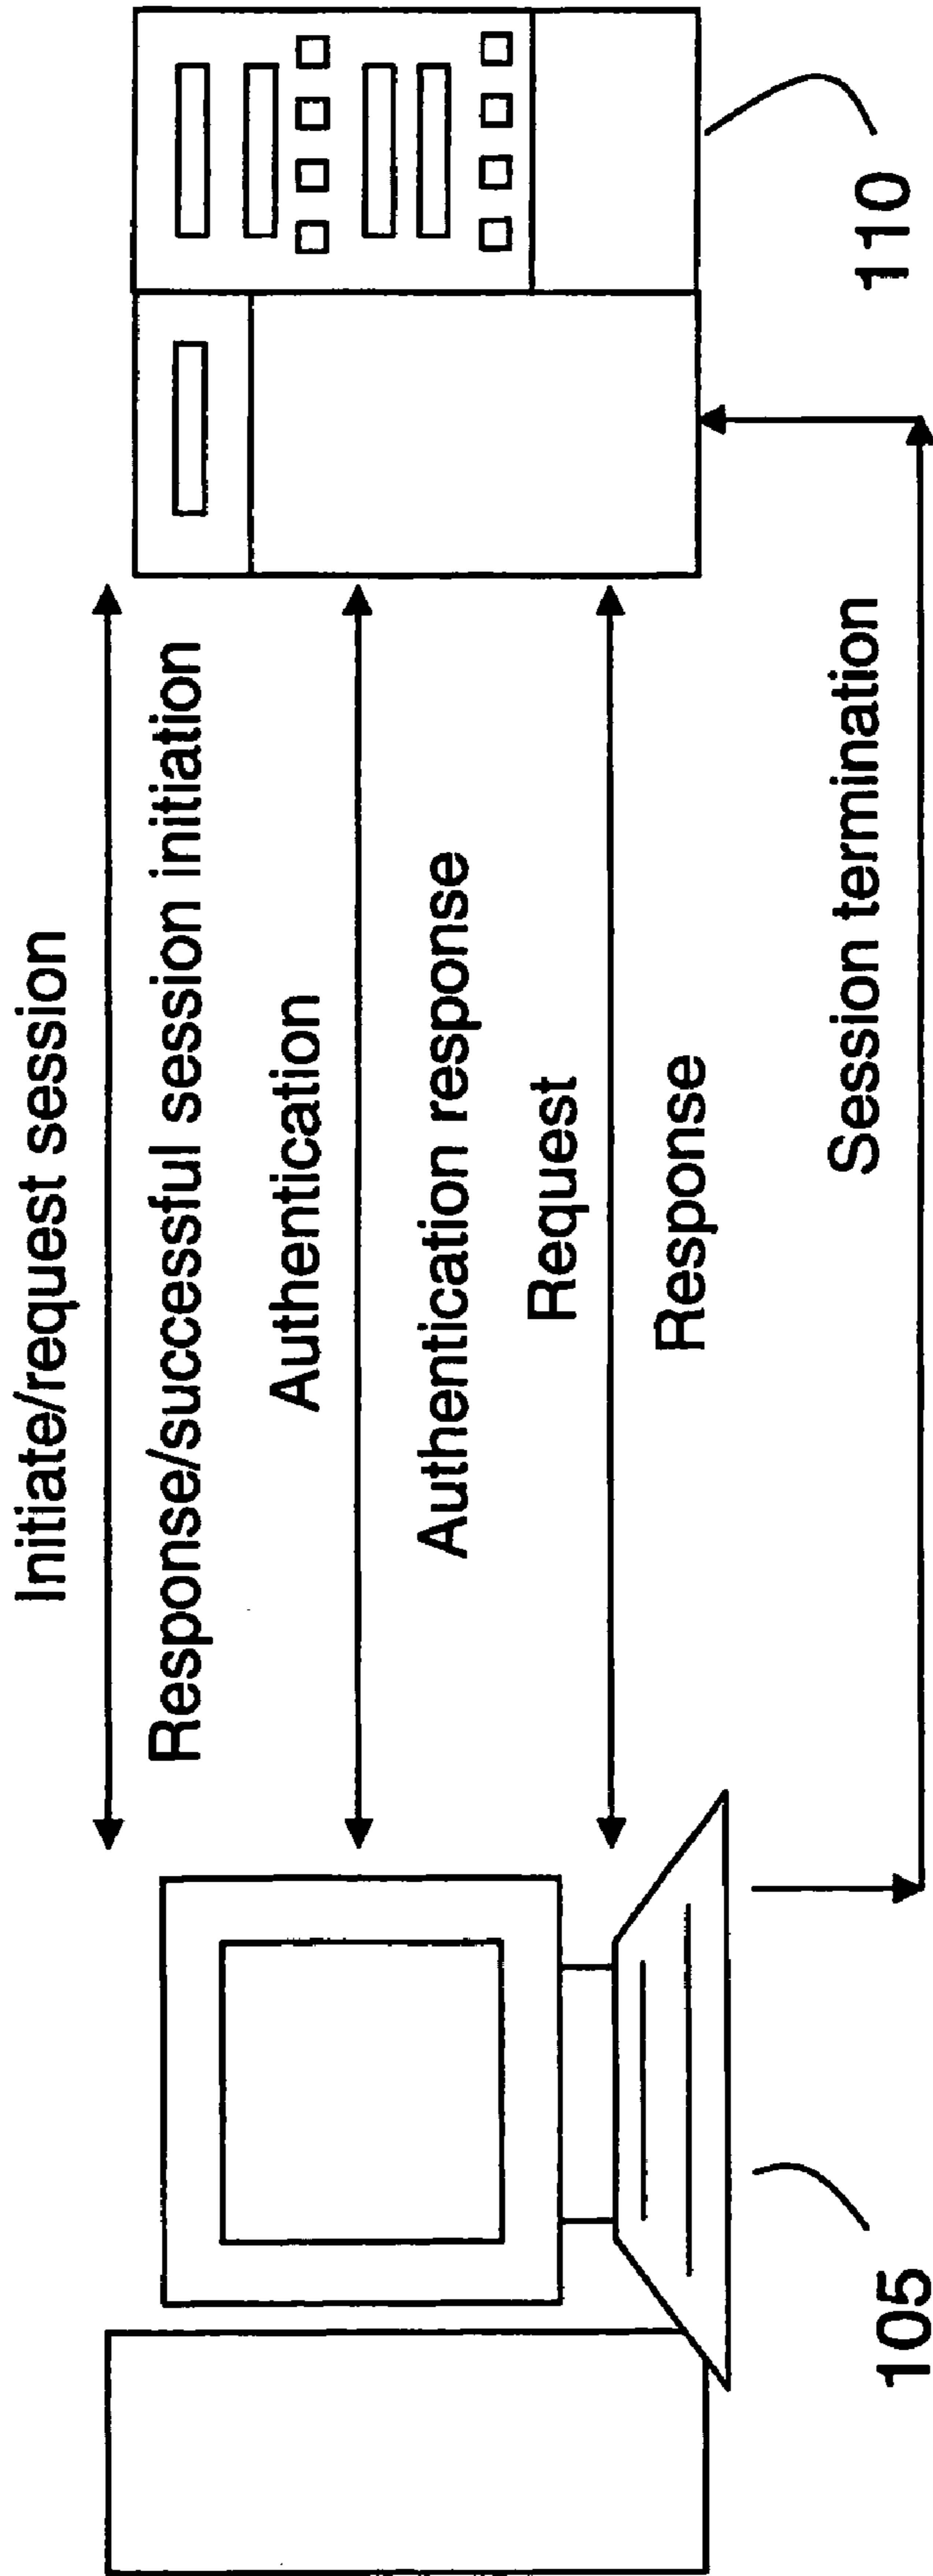 Initiate/request session
Response/successful session initiation
Authentication
Authentication response
Request
Response
Session termination
105
110